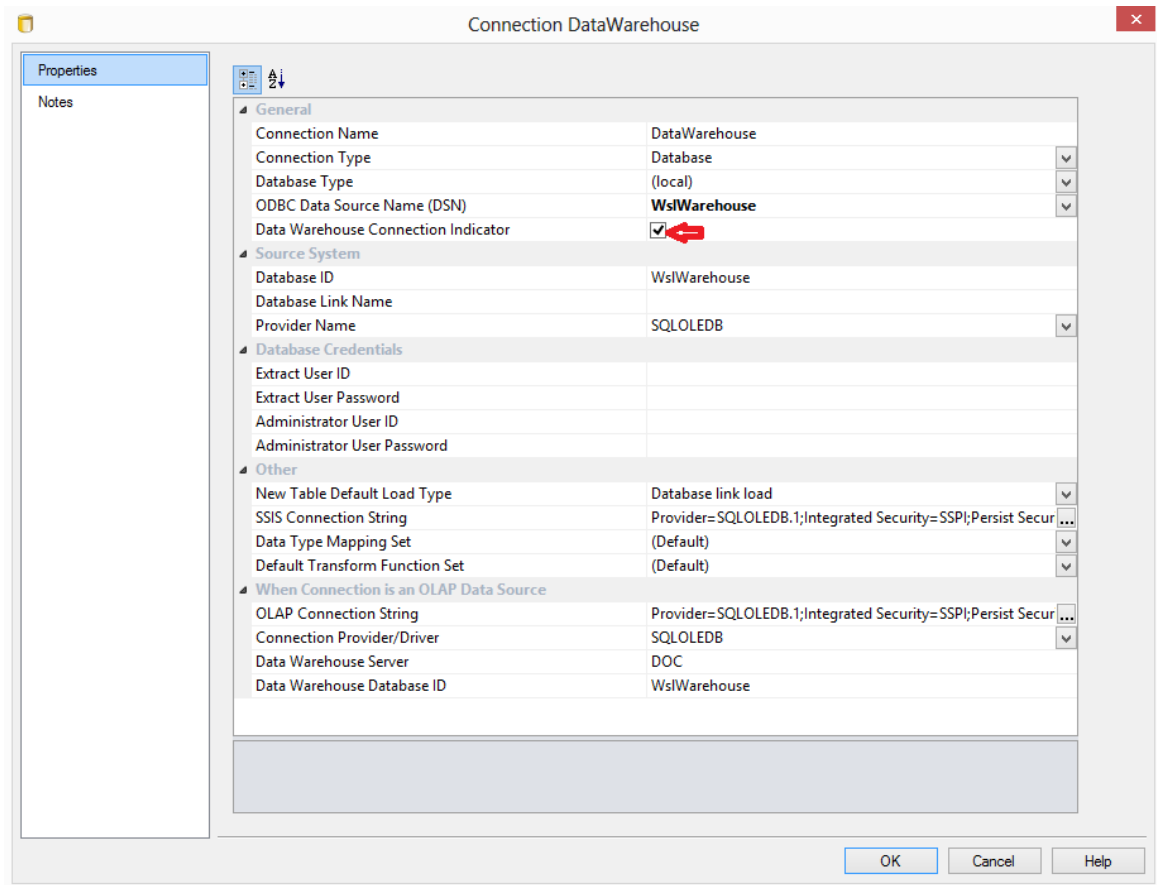 Connection DataWarehouse
Properties
Notes
General
Connection Name DataWarehouse
Connection Type Database
Database Type (local)
ODBC Data Source Name (DSN) WslWarehouse
Data Warehouse Connection Indicator
Source System
Database ID WslWarehouse
Database Link Name
Provider Name SQLOLEDB
Database Credentials
Extract User ID
Extract User Password
Administrator User ID
Administrator User Password
Other
New Table Default Load Type Database link load
SSIS Connection String Provider=SQLOLEDB.1;Integrated Security=SSPI;Persist Secur ...
Data Type Mapping Set (Default)
Default Transform Function Set (Default)
When Connection is an OLAP Data Source
OLAP Connection String Provider=SQLOLEDB.1;Integrated Security=SSPI;Persist Secur ...
Connection Provider/Driver SQLOLEDB
Data Warehouse Server DOC
Data Warehouse Database ID WslWarehouse
OK Cancel Help